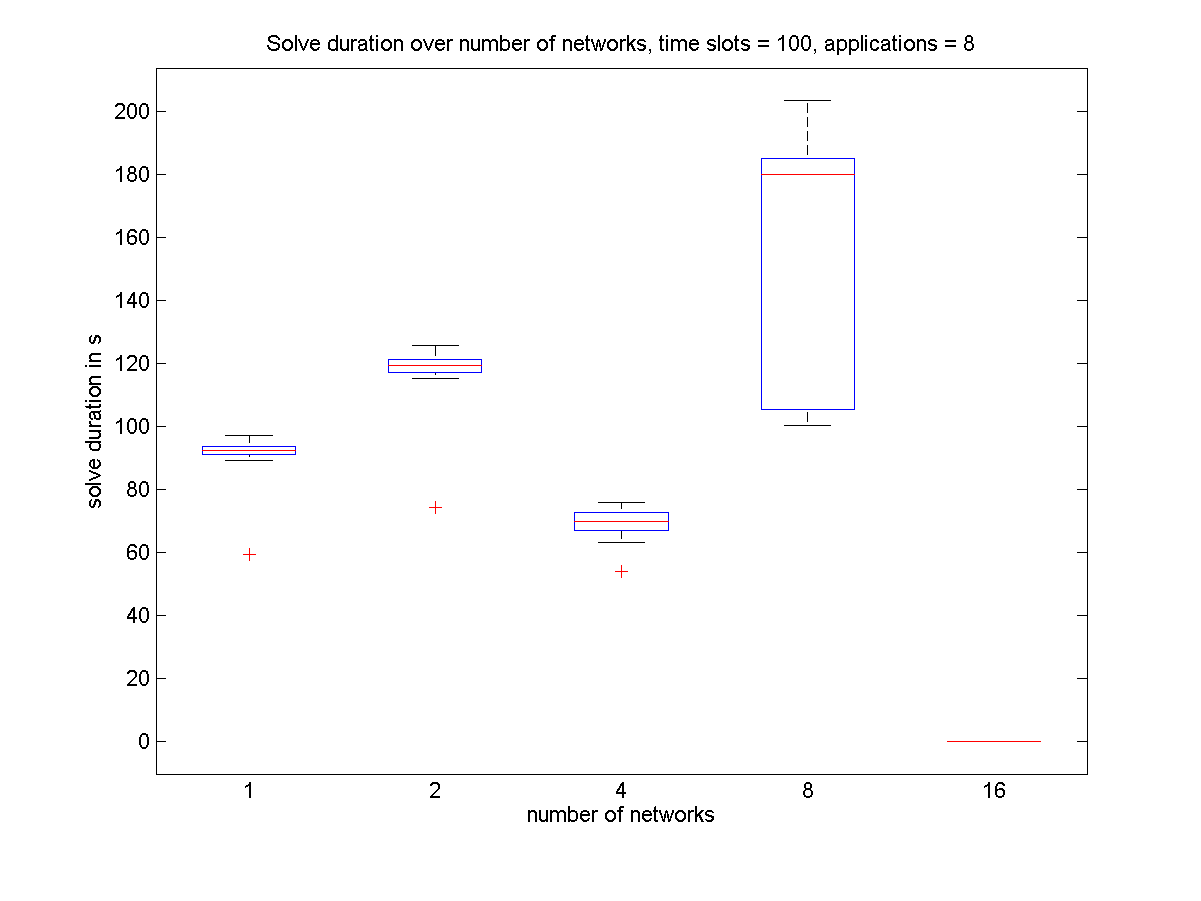 Solve duration over number of networks, time slots = 100, applications = 8
200
180
160
140
120
100
80
60
40
20
0
solve duration in s
1 2 4 8 16
number of networks